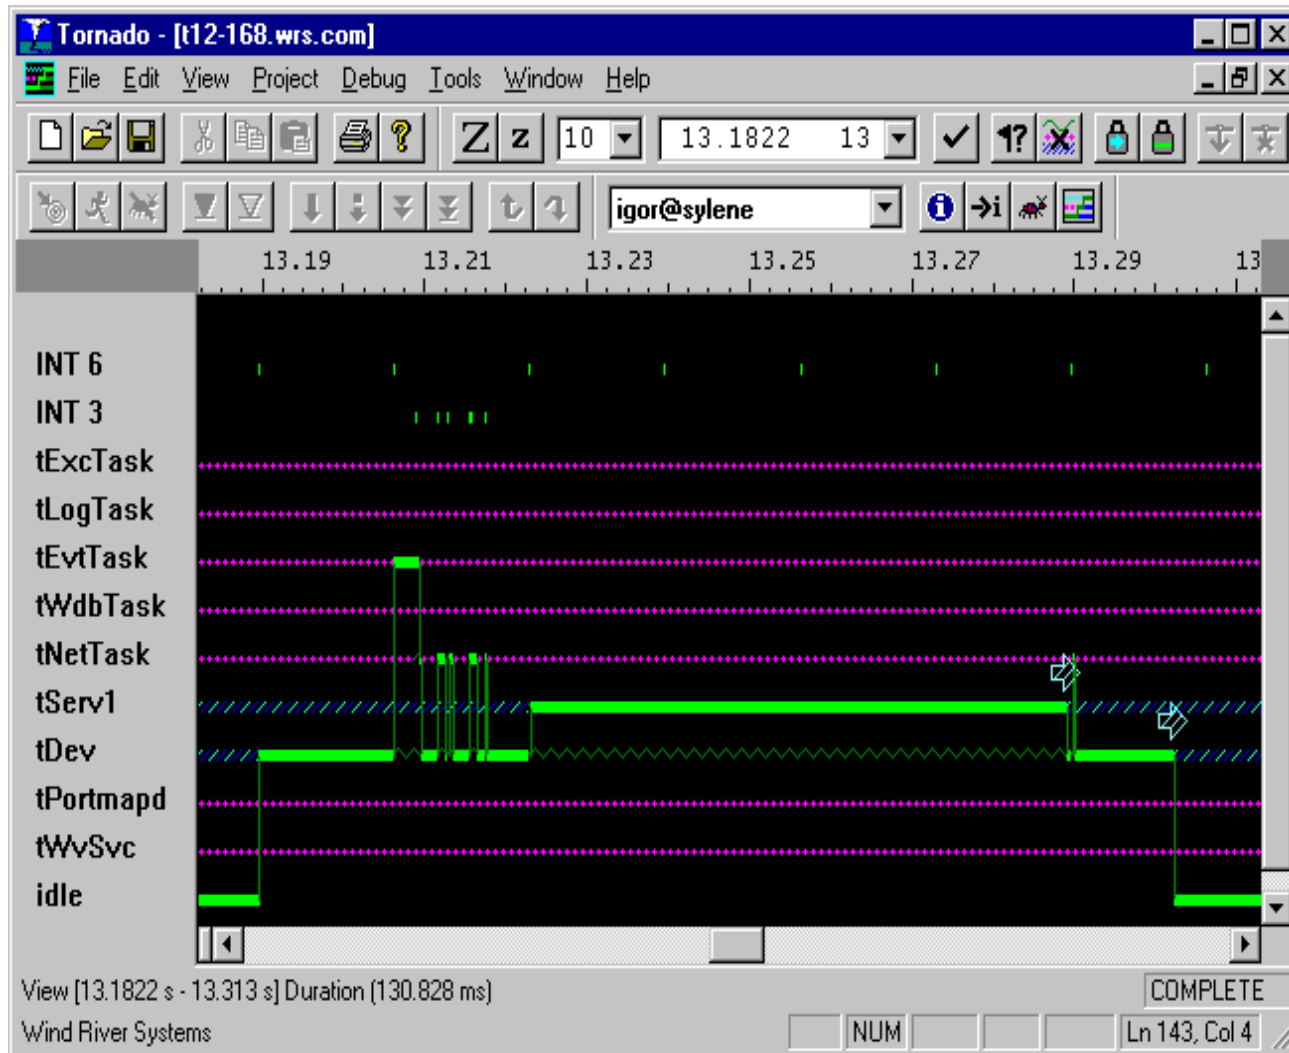 Tornado - [t12-168.wrs.com]
File Edit View Project Debug Tools Window Help
Z z 10 13.1822 13
igor@sylene i →i
13.19 13.21 13.23 13.25 13.27 13.29 13
INT 6
INT 3
tExcTask
tLogTask
tEvtTask
tWdbTask
tNetTask
tServ1
tDev
tPortmapd
tWvSvc
idle
View [13.1822 s - 13.313 s] Duration (130.828 ms) COMPLETE
Wind River Systems NUM Ln 143, Col 4